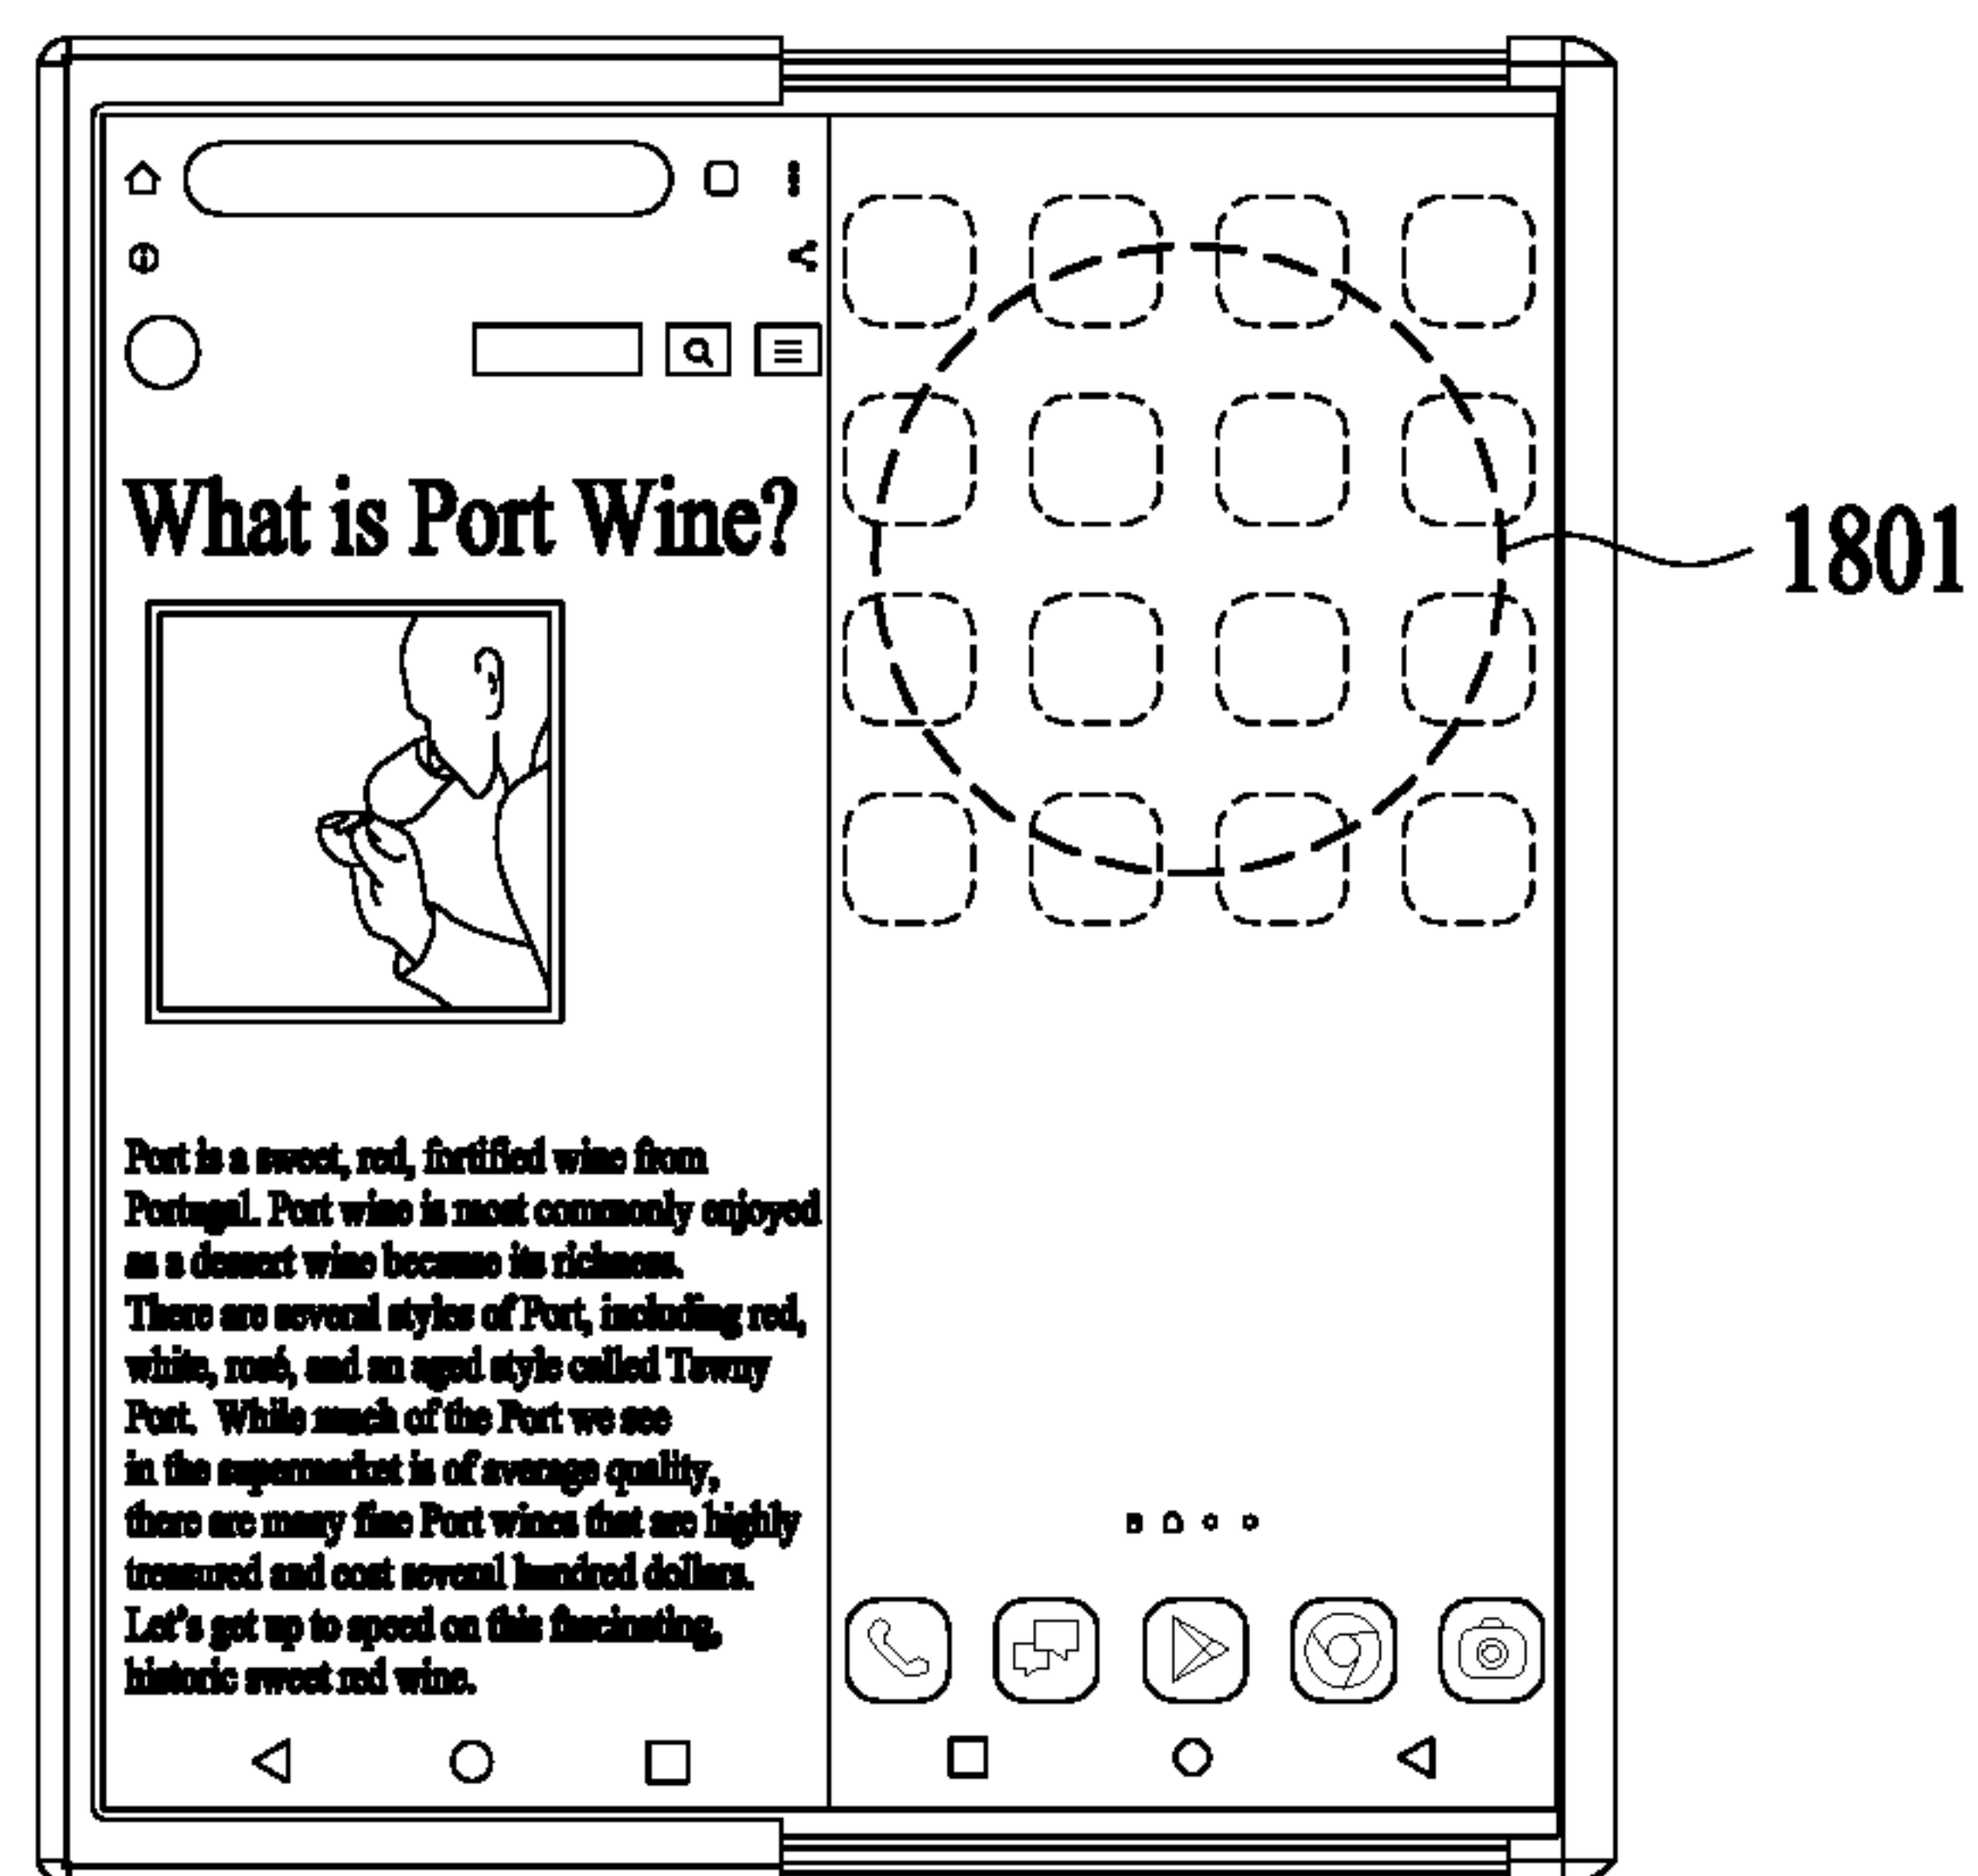 What is Port Wine?
1801
Port is a sweet, red, fortified wine from
Portugal. Port wine is most commonly enjoyed
as a dessert wine because its richness.
There are several styles of Port, including red,
white, rosé, and an aged style called Tawny
Port. While much of the Port we see
in the supermarket is of average quality,
there are many fine Port wines that are highly
treasured and cost several hundred dollars.
Let's get up to speed on this fascinating,
historic sweet red wine.